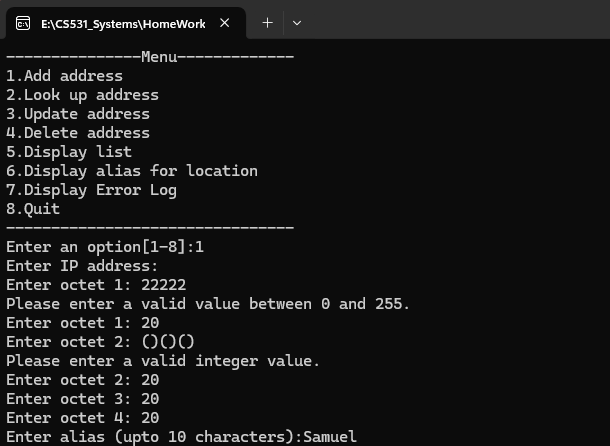 E:\CS531_Systems\HomeWork
---------------Menu-------------
1.Add address
2.Look up address
3.Update address
4.Delete address
5.Display list
6.Display alias for location
7.Display Error Log
8.Quit
--------------------------------
Enter an option[1-8]:1
Enter IP address:
Enter octet 1: 22222
Please enter a valid value between 0 and 255.
Enter octet 1: 20
Enter octet 2: ()()()
Please enter a valid integer value.
Enter octet 2: 20
Enter octet 3: 20
Enter octet 4: 20
Enter alias (upto 10 characters):Samuel